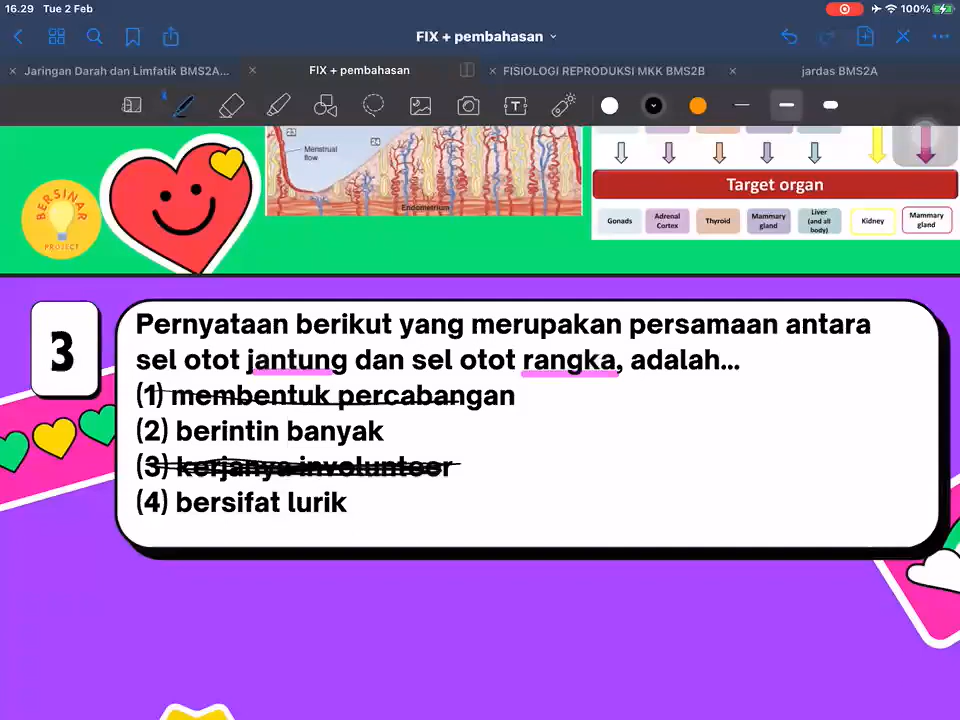 16.29 Tue 2 Feb
100%
FIX + pembahasan
Jaringan Darah dan Limfatik BMS2A...
FIX + pembahasan
FISIOLOGI REPRODUKSI MKK BMS2B
jardas BMS2A
T
23
Menstrual
flow
24
Endometrium
Target organ
Gonads
Adrenal
Cortex
Thyroid
Mammary
gland
Liver
(and all
body)
Kidney
Mammary
gland
BERSINAR
PROJECT
3
Pernyataan berikut yang merupakan persamaan antara
sel otot jantung dan sel otot rangka, adalah...
(1) membentuk percabangan
(2) berintin banyak
(3) kerjanya involunteer
(4) bersifat lurik